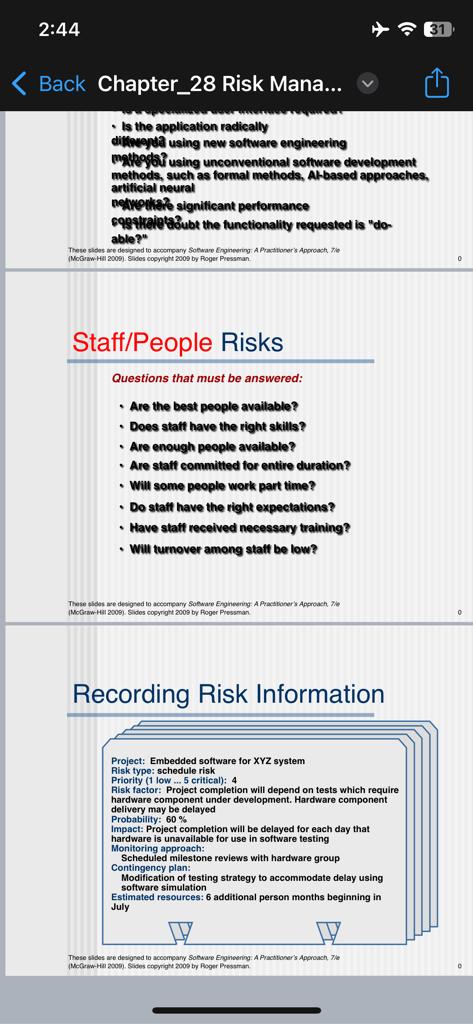 2:44
31
Back Chapter_28 Risk Mana...
• Is a specialized user interface required?
• Is the application radically
different?
• Are you using new software engineering
methods?
• Are you using unconventional software development
methods, such as formal methods, AI-based approaches,
artificial neural
networks?
• Are there significant performance
constraints?
• Is there doubt the functionality requested is "do-
able?"
These slides are designed to accompany Software Engineering: A Practitioner's Approach, 7/e
(McGraw-Hill 2009). Slides copyright 2009 by Roger Pressman.
0
Staff/People Risks
Questions that must be answered:
• Are the best people available?
• Does staff have the right skills?
• Are enough people available?
• Are staff committed for entire duration?
• Will some people work part time?
• Do staff have the right expectations?
• Have staff received necessary training?
• Will turnover among staff be low?
These slides are designed to accompany Software Engineering: A Practitioner's Approach, 7/e
(McGraw-Hill 2009). Slides copyright 2009 by Roger Pressman.
0
Recording Risk Information
Project: Embedded software for XYZ system
Risk type: schedule risk
Priority (1 low ... 5 critical): 4
Risk factor: Project completion will depend on tests which require
hardware component under development. Hardware component
delivery may be delayed
Probability: 60 %
Impact: Project completion will be delayed for each day that
hardware is unavailable for use in software testing
Monitoring approach:
Scheduled milestone reviews with hardware group
Contingency plan:
Modification of testing strategy to accommodate delay using
software simulation
Estimated resources: 6 additional person months beginning in
July
These slides are designed to accompany Software Engineering: A Practitioner's Approach, 7/e
(McGraw-Hill 2009). Slides copyright 2009 by Roger Pressman.
0